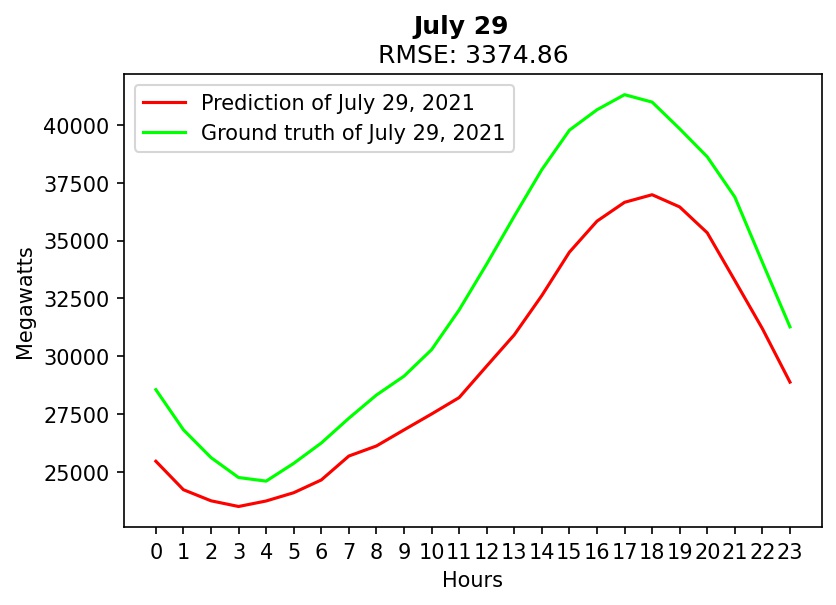 July 29
RMSE: 3374.86
Prediction of July 29, 2021
Ground truth of July 29, 2021
40000
37500
35000
32500
30000
27500
25000
Megawatts
0 1 2 3 4 5 6 7 8 9 10 11 12 13 14 15 16 17 18 19 20 21 22 23
Hours